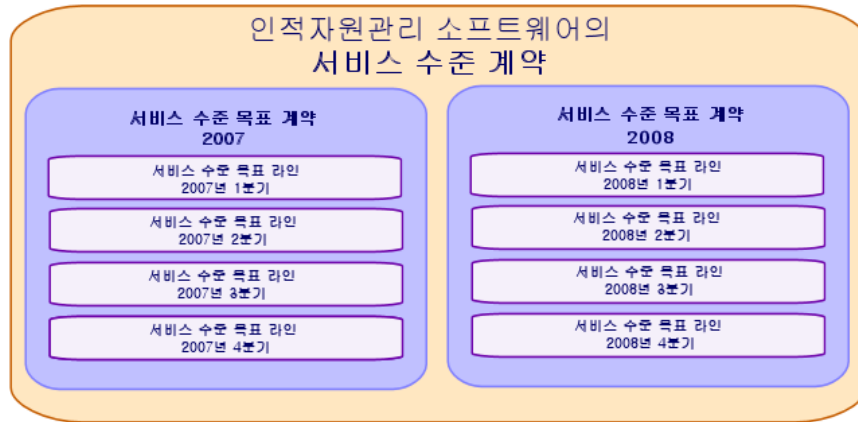 인적자원관리 소프트웨어의
서비스 수준 계약
서비스 수준 목표 계약
2007
서비스 수준 목표 라인
2007년 1분기
서비스 수준 목표 라인
2007년 2분기
서비스 수준 목표 라인
2007년 3분기
서비스 수준 목표 라인
2007년 4분기
서비스 수준 목표 계약
2008
서비스 수준 목표 라인
2008년 1분기
서비스 수준 목표 라인
2008년 2분기
서비스 수준 목표 라인
2008년 3분기
서비스 수준 목표 라인
2008년 4분기